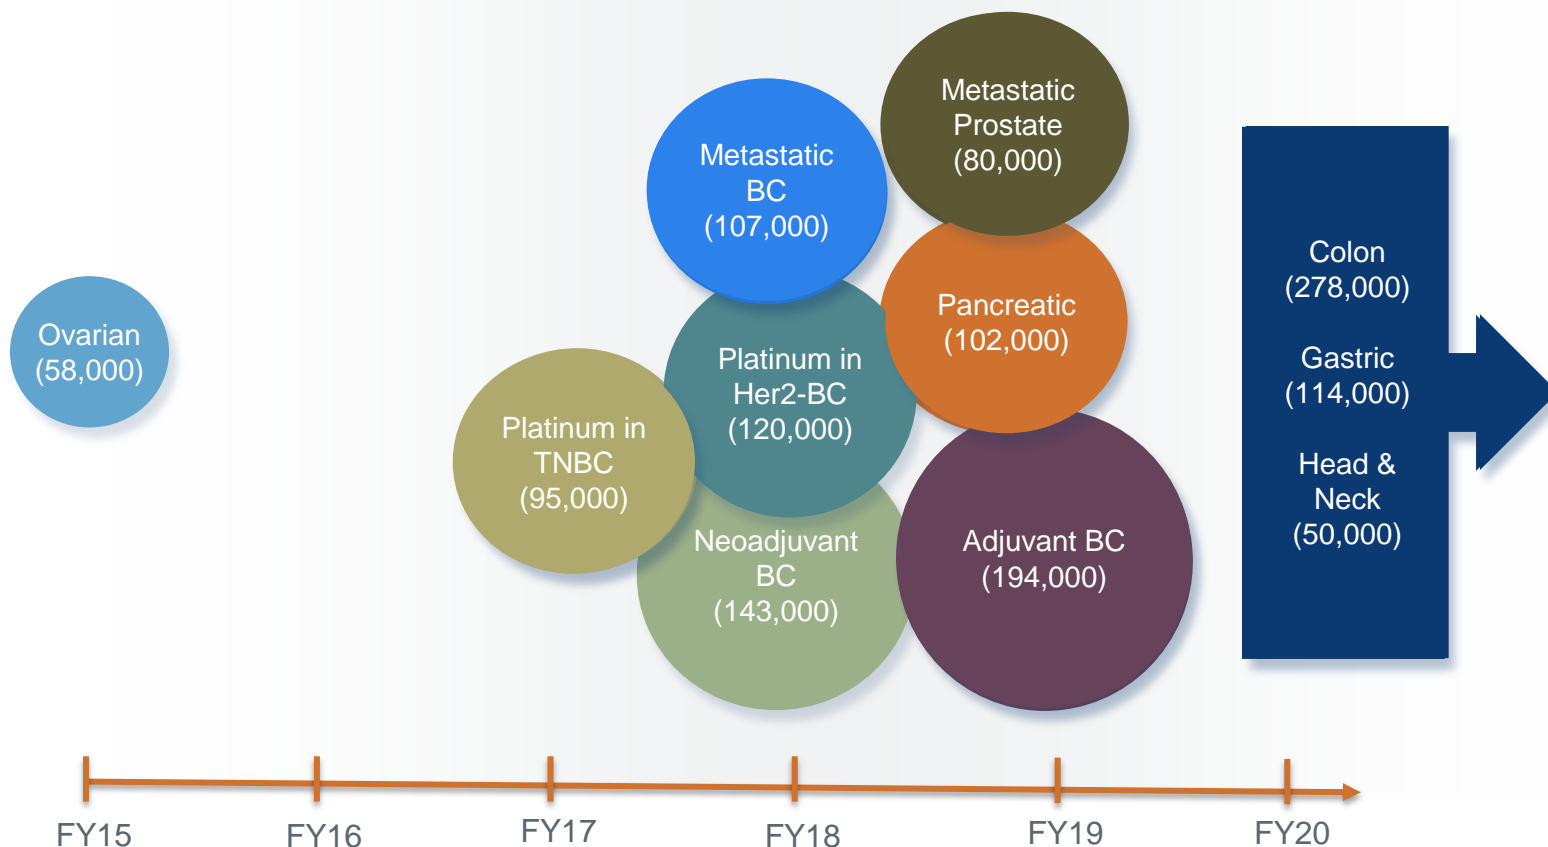 Ovarian
(58,000)
Platinum in
TNBC
(95,000)
Metastatic
BC
(107,000)
Platinum in
Her2-BC
(120,000)
Neoadjuvant
BC
(143,000)
Metastatic
Prostate
(80,000)
Pancreatic
(102,000)
Adjuvant BC
(194,000)
Colon
(278,000)
Gastric
(114,000)
Head &
Neck
(50,000)
FY15
FY16
FY17
FY18
FY19
FY20